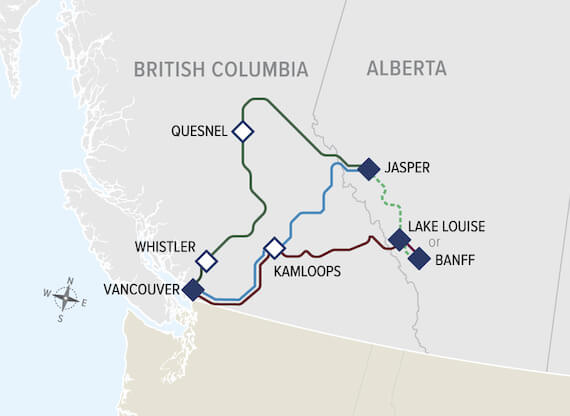 BRITISH COLUMBIA
ALBERTA
QUESNEL
JASPER
LAKE LOUISE
or
BANFF
WHISTLER
KAMLOOPS
VANCOUVER
N
W
E
S